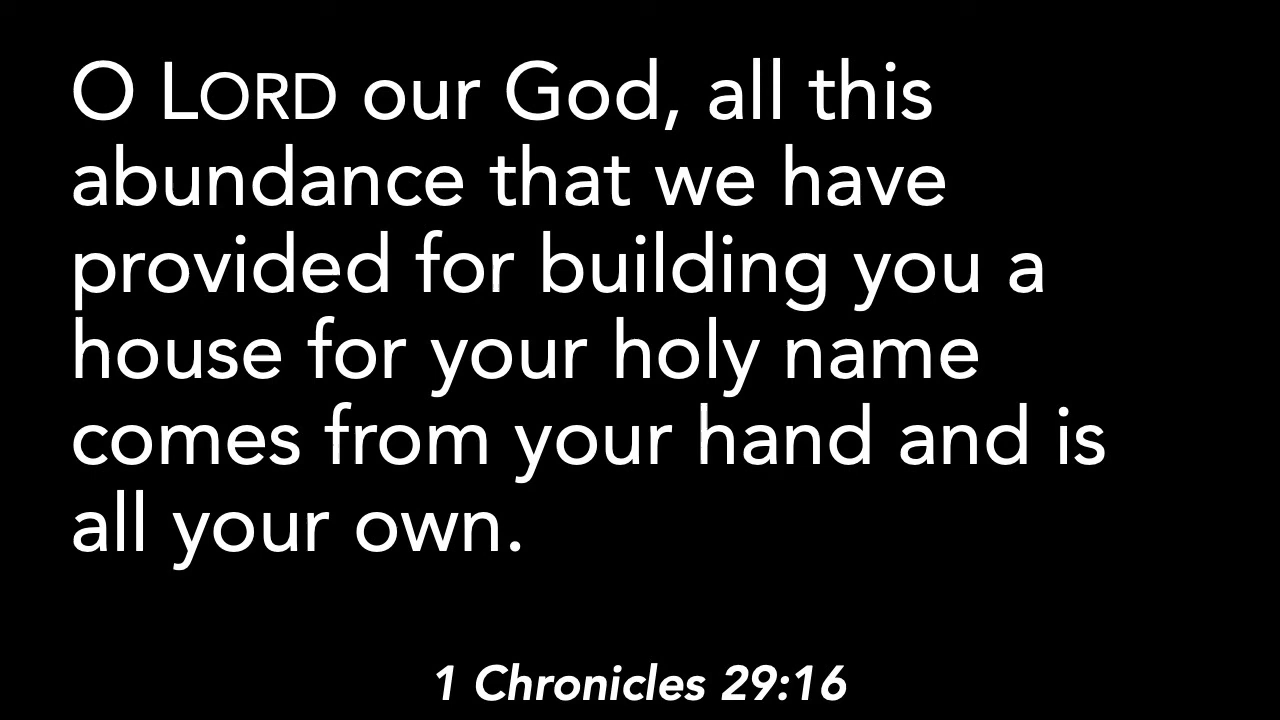 O LORD our God, all this
abundance that we have
provided for building you a
house for your holy name
comes from your hand and is
all your own.
1 Chronicles 29:16